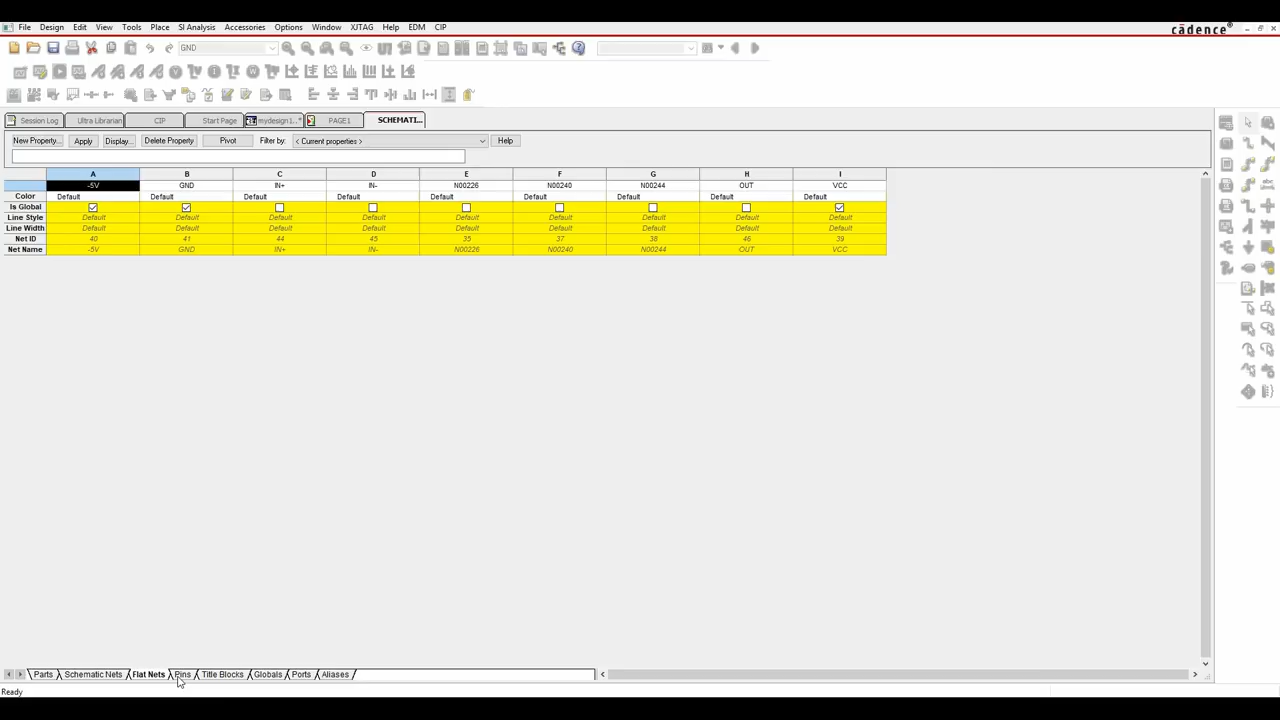 File Design Edit View Tools Place SI Analysis Accessories Options Window XJTAG Help EDM CIP
cādence®
GND
Session Log Ultra Librarian CIP Start Page mydesign1...* PAGE1 SCHEMATI...
New Property... Apply Display... Delete Property Pivot Filter by: < Current properties > Help
A B C D E F G H I
-5V GND IN+ IN- N00226 N00240 N00244 OUT VCC
Color Default Default Default Default Default Default Default Default Default
Is Global
Line Style Default Default Default Default Default Default Default Default Default
Line Width Default Default Default Default Default Default Default Default Default
Net ID 40 41 44 45 35 37 38 46 39
Net Name -5V GND IN+ IN- N00226 N00240 N00244 OUT VCC
Parts Schematic Nets Flat Nets Pins Title Blocks Globals Ports Aliases
Ready